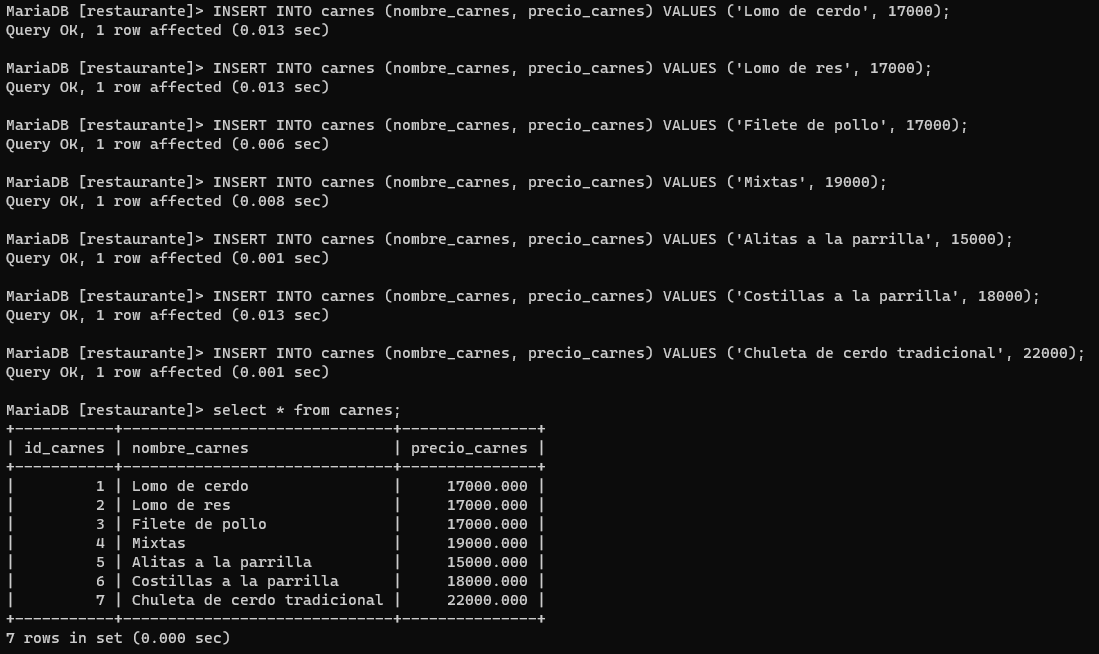 MariaDB [restaurante]> INSERT INTO carnes (nombre_carnes, precio_carnes) VALUES ('Lomo de cerdo', 17000);
Query OK, 1 row affected (0.013 sec)

MariaDB [restaurante]> INSERT INTO carnes (nombre_carnes, precio_carnes) VALUES ('Lomo de res', 17000);
Query OK, 1 row affected (0.013 sec)

MariaDB [restaurante]> INSERT INTO carnes (nombre_carnes, precio_carnes) VALUES ('Filete de pollo', 17000);
Query OK, 1 row affected (0.006 sec)

MariaDB [restaurante]> INSERT INTO carnes (nombre_carnes, precio_carnes) VALUES ('Mixtas', 19000);
Query OK, 1 row affected (0.008 sec)

MariaDB [restaurante]> INSERT INTO carnes (nombre_carnes, precio_carnes) VALUES ('Alitas a la parrilla', 15000);
Query OK, 1 row affected (0.001 sec)

MariaDB [restaurante]> INSERT INTO carnes (nombre_carnes, precio_carnes) VALUES ('Costillas a la parrilla', 18000);
Query OK, 1 row affected (0.013 sec)

MariaDB [restaurante]> INSERT INTO carnes (nombre_carnes, precio_carnes) VALUES ('Chuleta de cerdo tradicional', 22000);
Query OK, 1 row affected (0.001 sec)

MariaDB [restaurante]> select * from carnes;
+-----------+------------------------------+---------------+
| id_carnes | nombre_carnes                | precio_carnes |
+-----------+------------------------------+---------------+
|         1 | Lomo de cerdo                |     17000.000 |
|         2 | Lomo de res                  |     17000.000 |
|         3 | Filete de pollo              |     17000.000 |
|         4 | Mixtas                       |     19000.000 |
|         5 | Alitas a la parrilla         |     15000.000 |
|         6 | Costillas a la parrilla      |     18000.000 |
|         7 | Chuleta de cerdo tradicional |     22000.000 |
+-----------+------------------------------+---------------+
7 rows in set (0.000 sec)